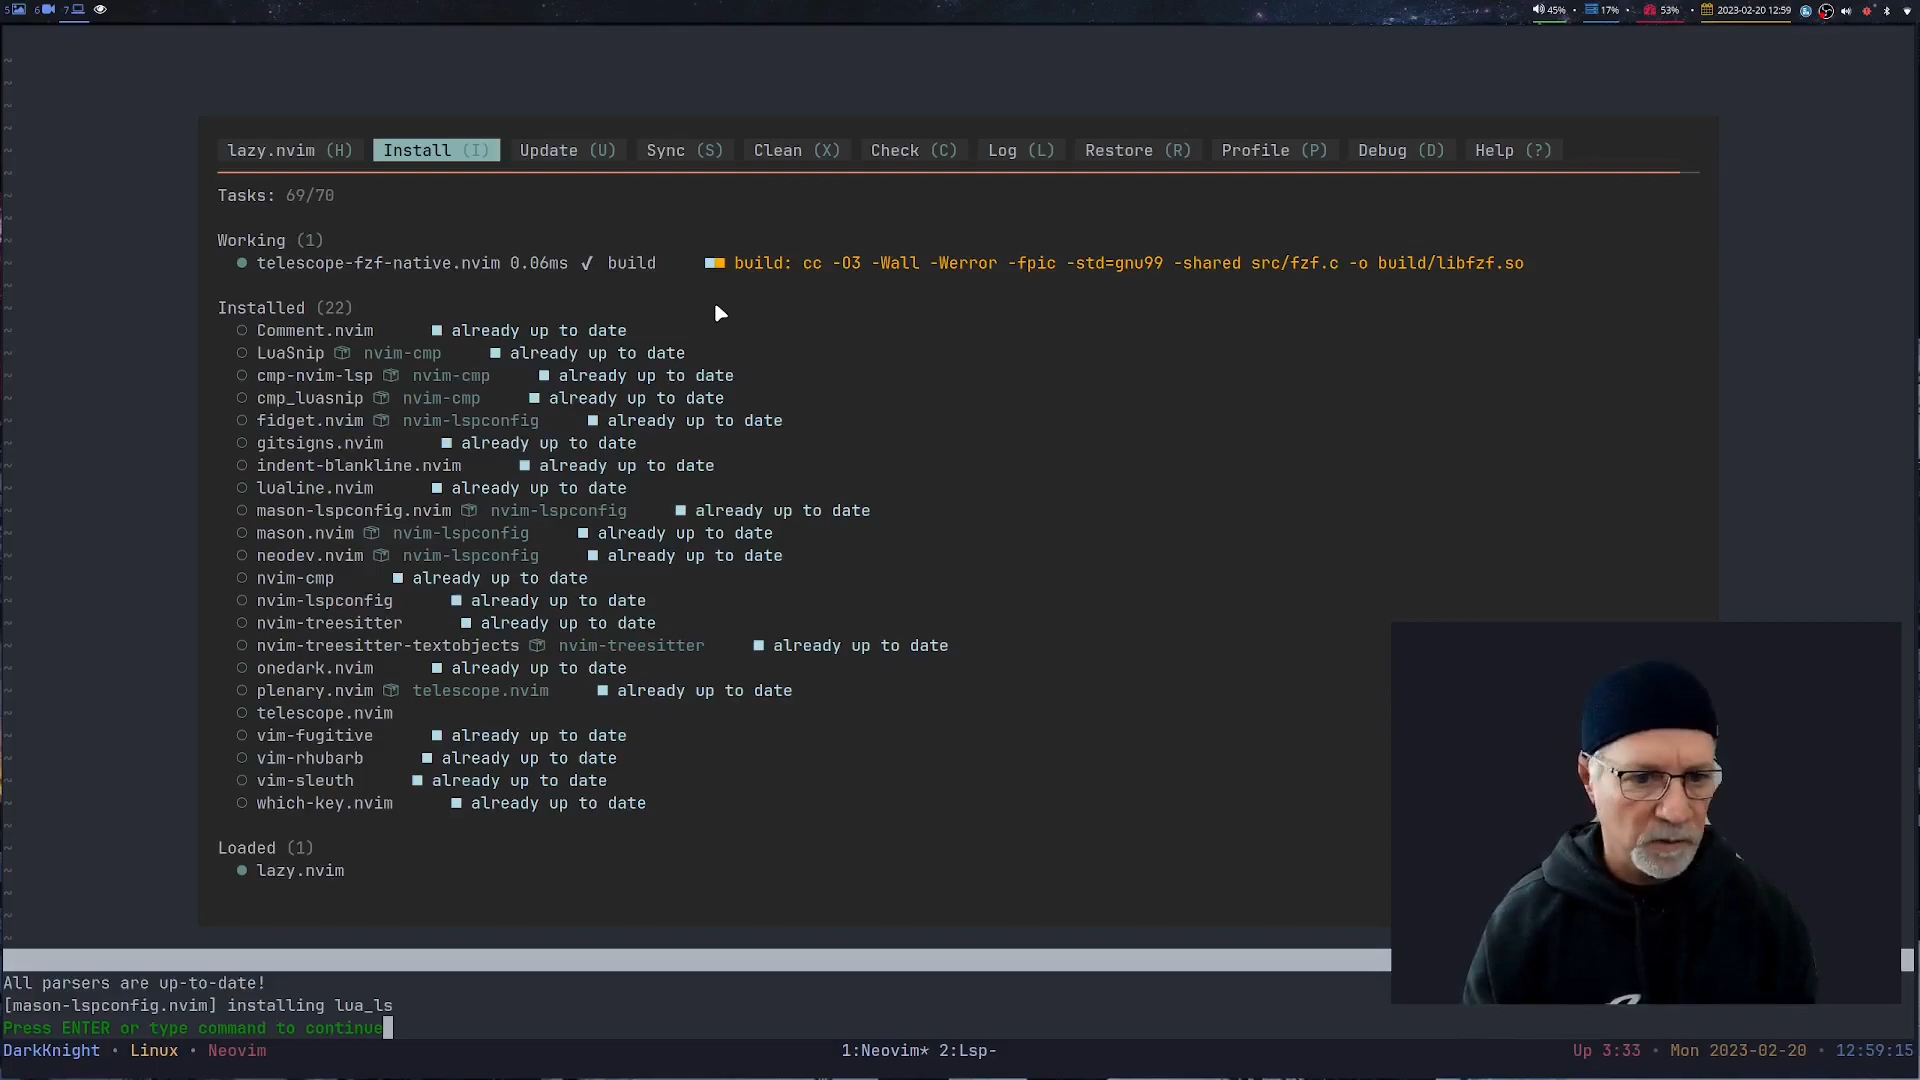 5 6 7 45% • 17% • 53% • 2023-02-20 12:59
lazy.nvim (H) Install (I) Update (U) Sync (S) Clean (X) Check (C) Log (L) Restore (R) Profile (P) Debug (D) Help (?)
Tasks: 69/70
Working (1)
● telescope-fzf-native.nvim 0.06ms ✓ build ■ build: cc -O3 -Wall -Werror -fpic -std=gnu99 -shared src/fzf.c -o build/libfzf.so
Installed (22)
○ Comment.nvim ■ already up to date
○ LuaSnip nvim-cmp ■ already up to date
○ cmp-nvim-lsp nvim-cmp ■ already up to date
○ cmp_luasnip nvim-cmp ■ already up to date
○ fidget.nvim nvim-lspconfig ■ already up to date
○ gitsigns.nvim ■ already up to date
○ indent-blankline.nvim ■ already up to date
○ lualine.nvim ■ already up to date
○ mason-lspconfig.nvim nvim-lspconfig ■ already up to date
○ mason.nvim nvim-lspconfig ■ already up to date
○ neodev.nvim nvim-lspconfig ■ already up to date
○ nvim-cmp ■ already up to date
○ nvim-lspconfig ■ already up to date
○ nvim-treesitter ■ already up to date
○ nvim-treesitter-textobjects nvim-treesitter ■ already up to date
○ onedark.nvim ■ already up to date
○ plenary.nvim telescope.nvim ■ already up to date
○ telescope.nvim
○ vim-fugitive ■ already up to date
○ vim-rhubarb ■ already up to date
○ vim-sleuth ■ already up to date
○ which-key.nvim ■ already up to date
Loaded (1)
● lazy.nvim
All parsers are up-to-date!
[mason-lspconfig.nvim] installing lua_ls
Press ENTER or type command to continue
DarkKnight • Linux • Neovim 1:Neovim* 2:Lsp- Up 3:33 • Mon 2023-02-20 • 12:59:15